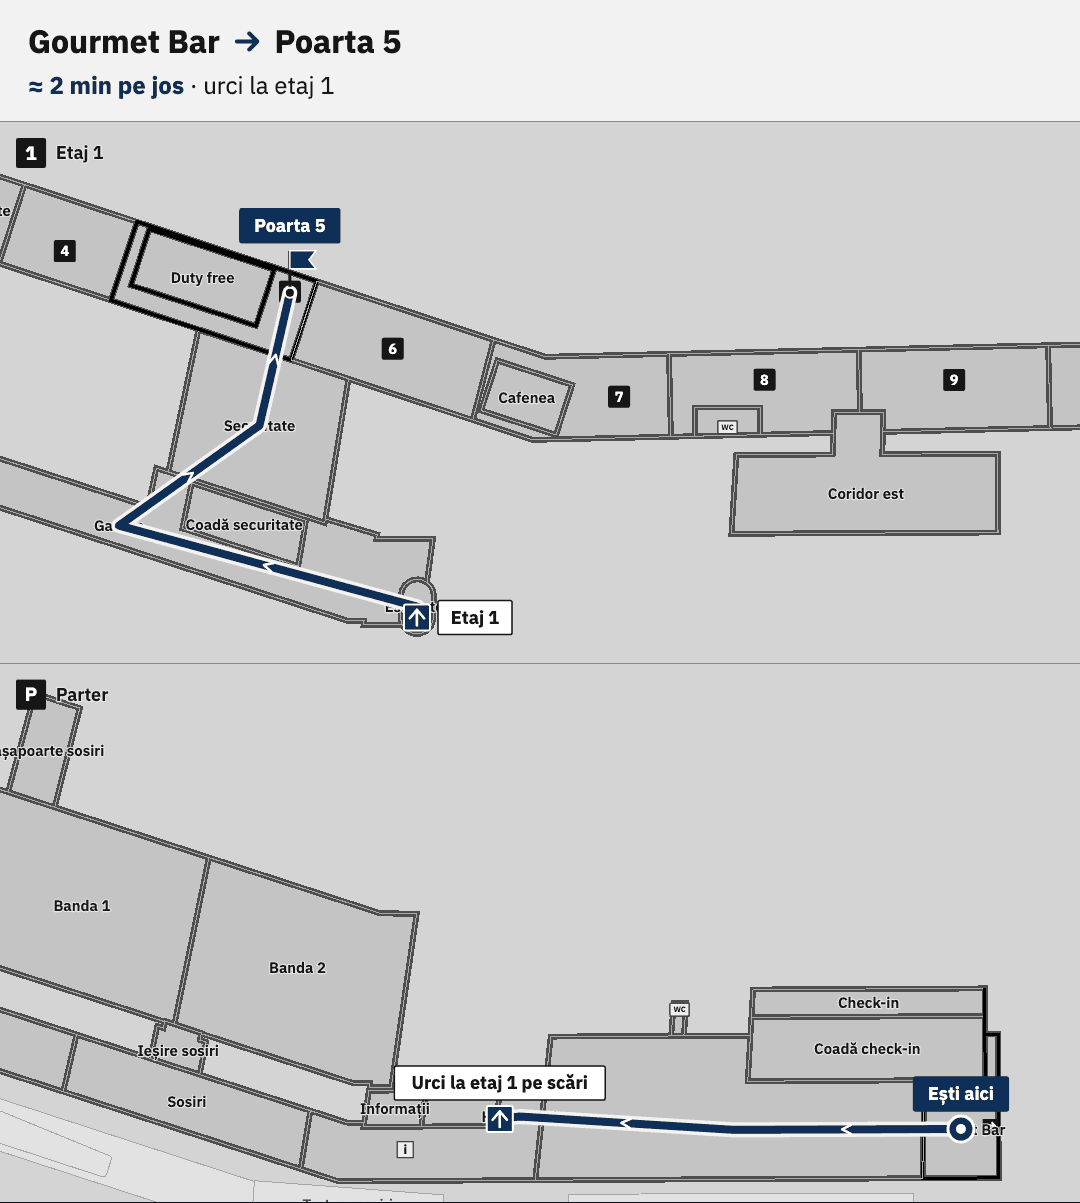 Gourmet Bar → Poarta 5
≈ 2 min pe jos · urci la etaj 1
1 Etaj 1
4
Duty free
Poarta 5
6
Cafenea
7
8
9
WC
Coridor est
Coadă securitate
Etaj 1
P Parter
sosiri
Banda 1
Banda 2
Ieșire sosiri
Sosiri
Informații
i
Urci la etaj 1 pe scări
WC
Check-in
Coadă check-in
Ești aici
Bar